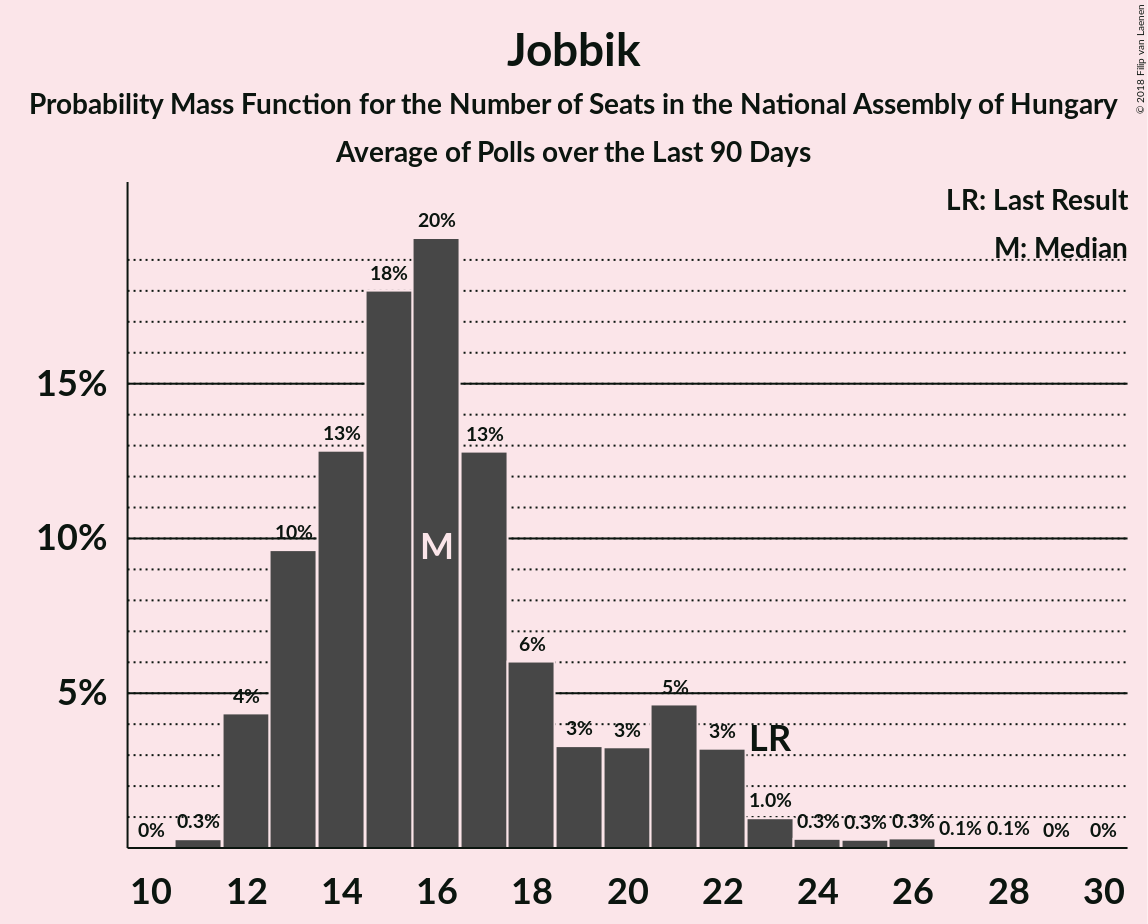 Jobbik
Probability Mass Function for the Number of Seats in the National Assembly of Hungary
Average of Polls over the Last 90 Days
© 2018 Filip van Laenen
LR: Last Result
M: Median
15%
10%
5%
0%
0.3%
4%
10%
13%
18%
20%
13%
6%
3%
3%
5%
3%
1.0%
0.3%
0.3%
0.3%
0.1%
0.1%
0%
0%
M
LR
10 12 14 16 18 20 22 24 26 28 30